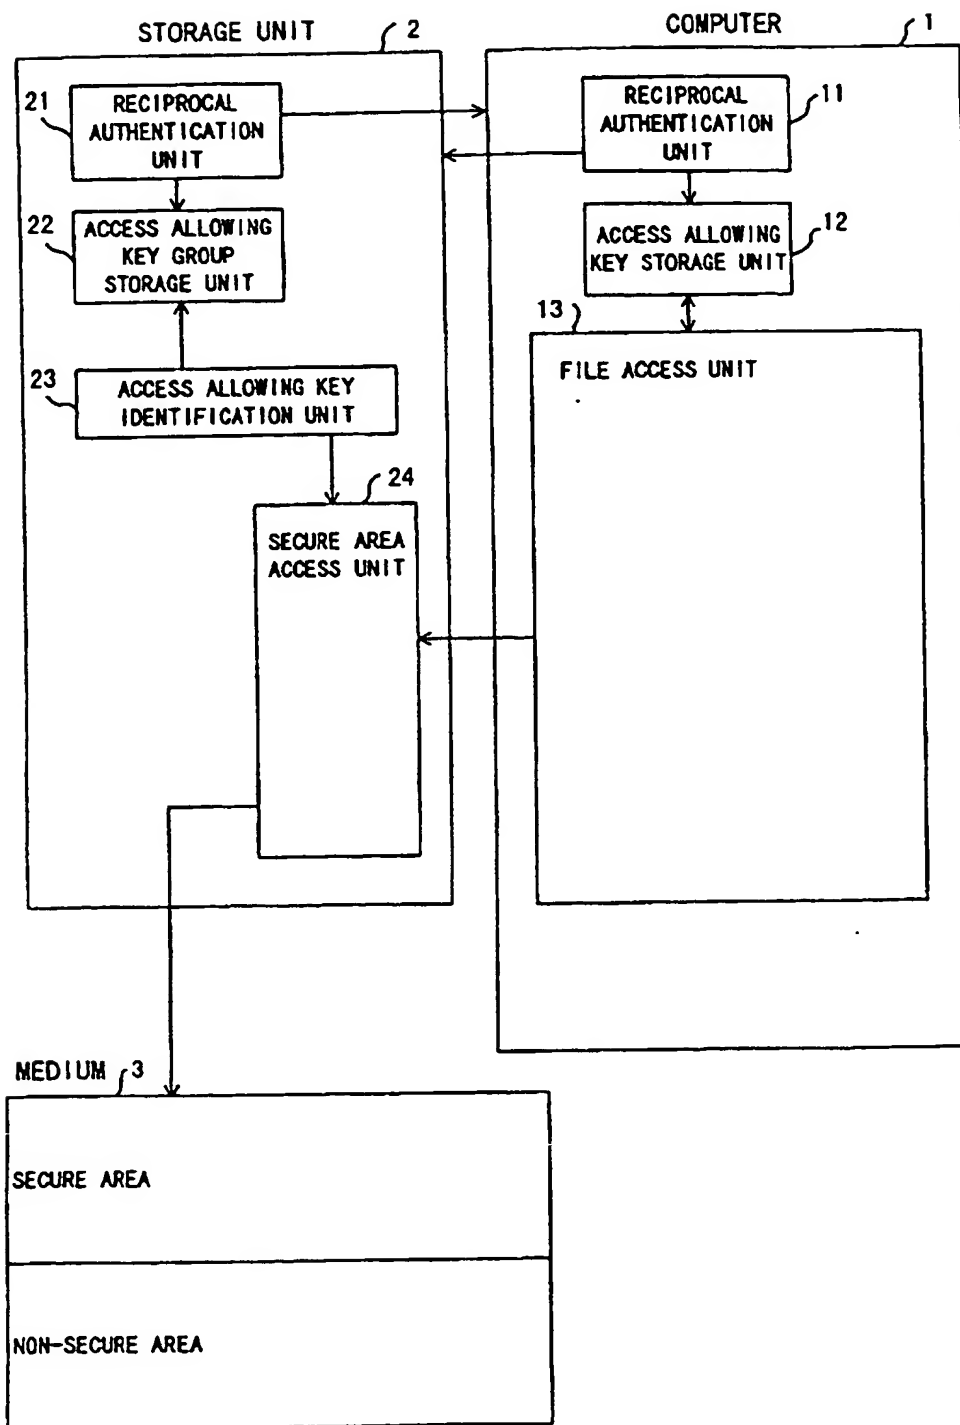 STORAGE UNIT
2
21
RECIPROCAL
AUTHENTICATION
UNIT
22
ACCESS ALLOWING
KEY GROUP
STORAGE UNIT
23
ACCESS ALLOWING KEY
IDENTIFICATION UNIT
24
SECURE AREA
ACCESS UNIT
COMPUTER
1
RECIPROCAL
AUTHENTICATION
UNIT
11
ACCESS ALLOWING
KEY STORAGE UNIT
12
13
FILE ACCESS UNIT
MEDIUM
3
SECURE AREA
NON-SECURE AREA